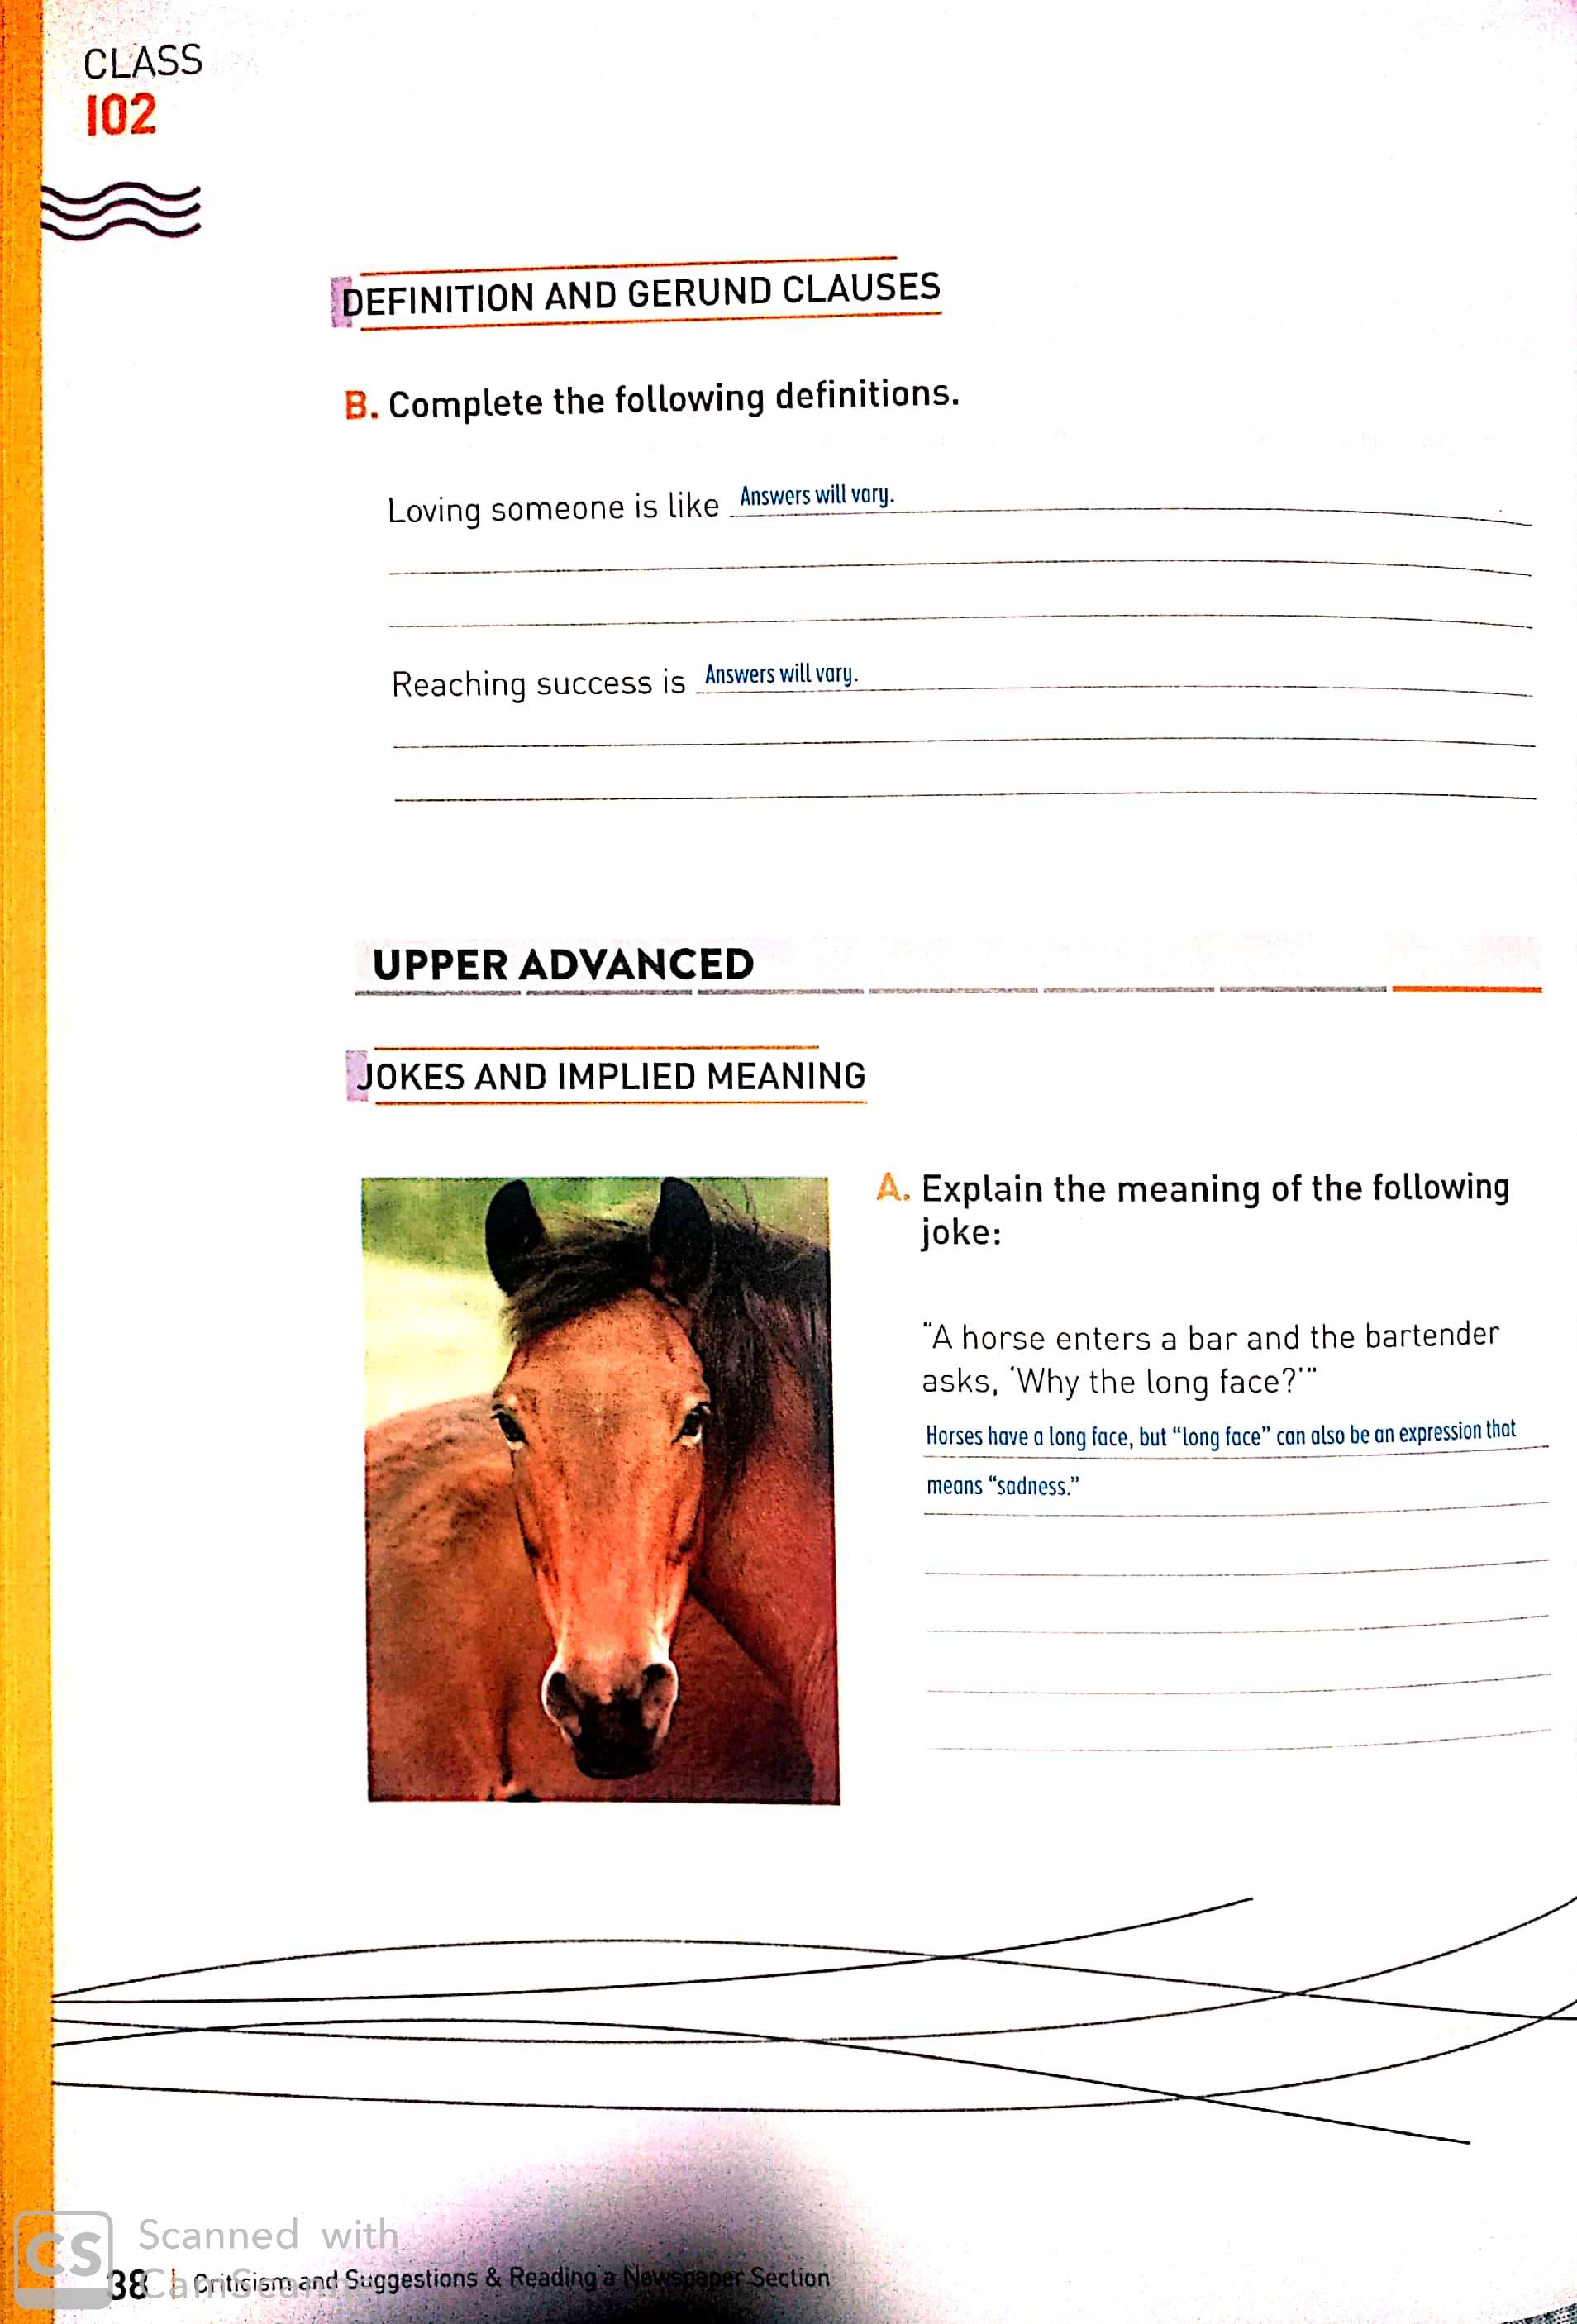 CLASS
102
DEFINITION AND GERUND CLAUSES
B. Complete the following definitions.
Loving someone is like Answers will vary.
Reaching success is Answers will vary.
UPPER ADVANCED
JOKES AND IMPLIED MEANING
A. Explain the meaning of the following
joke:
“A horse enters a bar and the bartender
asks, ‘Why the long face?’”
Horses have a long face, but “long face” can also be an expression that
means “sadness.”
CS
Scanned with
CamScanner
38 | Criticism and Suggestions & Reading a Newspaper Section